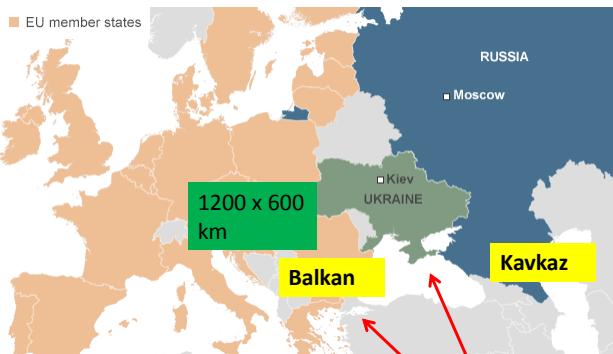 EU member states
RUSSIA
Moscow
Kiev
UKRAINE
1200 x 600
km
Balkan
Kavkaz